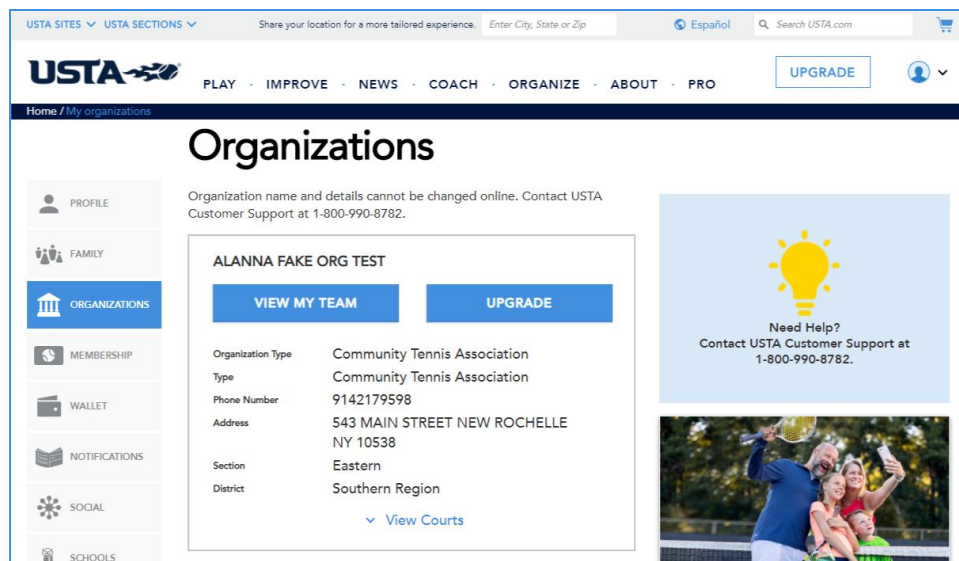 USTA SITES USTA SECTIONS Share your location for a more tailored experience. Enter City, State or Zip Español Search USTA.com
USTA PLAY · IMPROVE · NEWS · COACH · ORGANIZE · ABOUT · PRO UPGRADE
Home / My organizations
Organizations
Organization name and details cannot be changed online. Contact USTA
Customer Support at 1-800-990-8782.
PROFILE
FAMILY
ORGANIZATIONS
MEMBERSHIP
WALLET
NOTIFICATIONS
SOCIAL
SCHOOLS
ALANNA FAKE ORG TEST
VIEW MY TEAM UPGRADE
Organization Type Community Tennis Association
Type Community Tennis Association
Phone Number 9142179598
Address 543 MAIN STREET NEW ROCHELLE
NY 10538
Section Eastern
District Southern Region
View Courts
Need Help?
Contact USTA Customer Support at
1-800-990-8782.